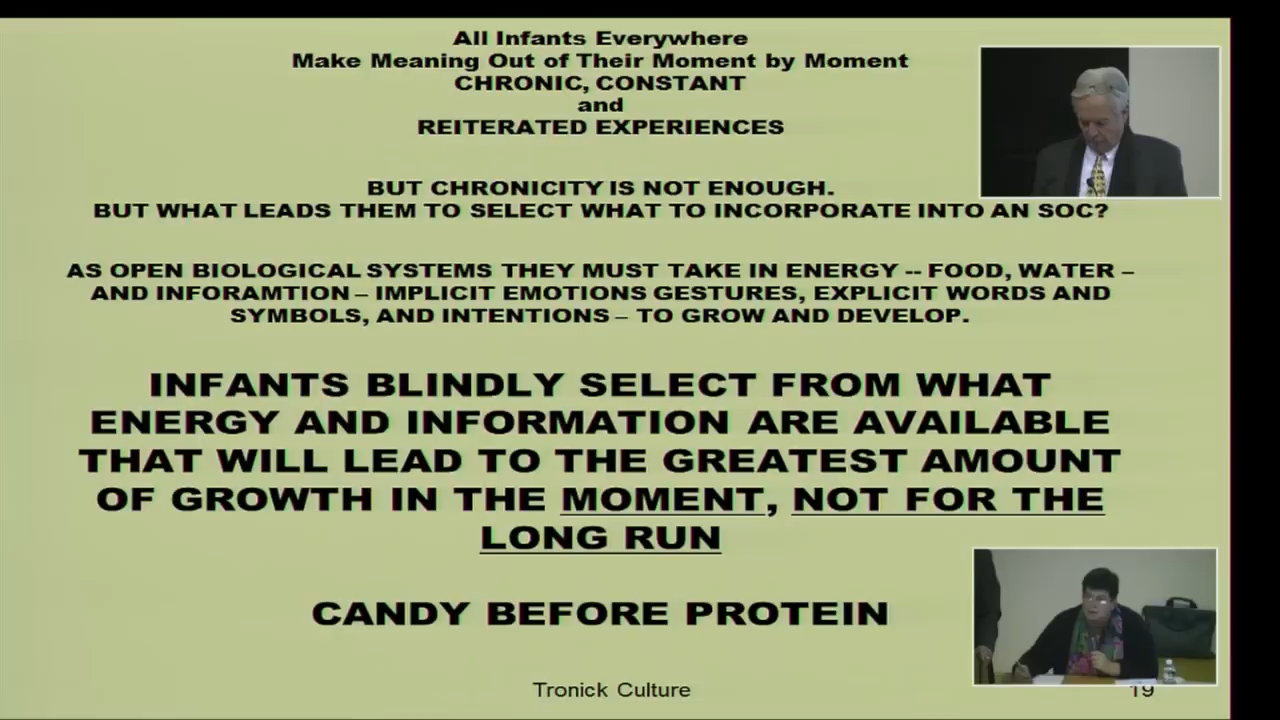 All Infants Everywhere
Make Meaning Out of Their Moment by Moment
CHRONIC, CONSTANT
and
REITERATED EXPERIENCES
BUT CHRONICITY IS NOT ENOUGH.
BUT WHAT LEADS THEM TO SELECT WHAT TO INCORPORATE INTO AN SOC?
AS OPEN BIOLOGICAL SYSTEMS THEY MUST TAKE IN ENERGY -- FOOD, WATER –
AND INFORAMTION – IMPLICIT EMOTIONS GESTURES, EXPLICIT WORDS AND
SYMBOLS, AND INTENTIONS – TO GROW AND DEVELOP.
INFANTS BLINDLY SELECT FROM WHAT
ENERGY AND INFORMATION ARE AVAILABLE
THAT WILL LEAD TO THE GREATEST AMOUNT
OF GROWTH IN THE MOMENT, NOT FOR THE
LONG RUN
CANDY BEFORE PROTEIN
Tronick Culture
19